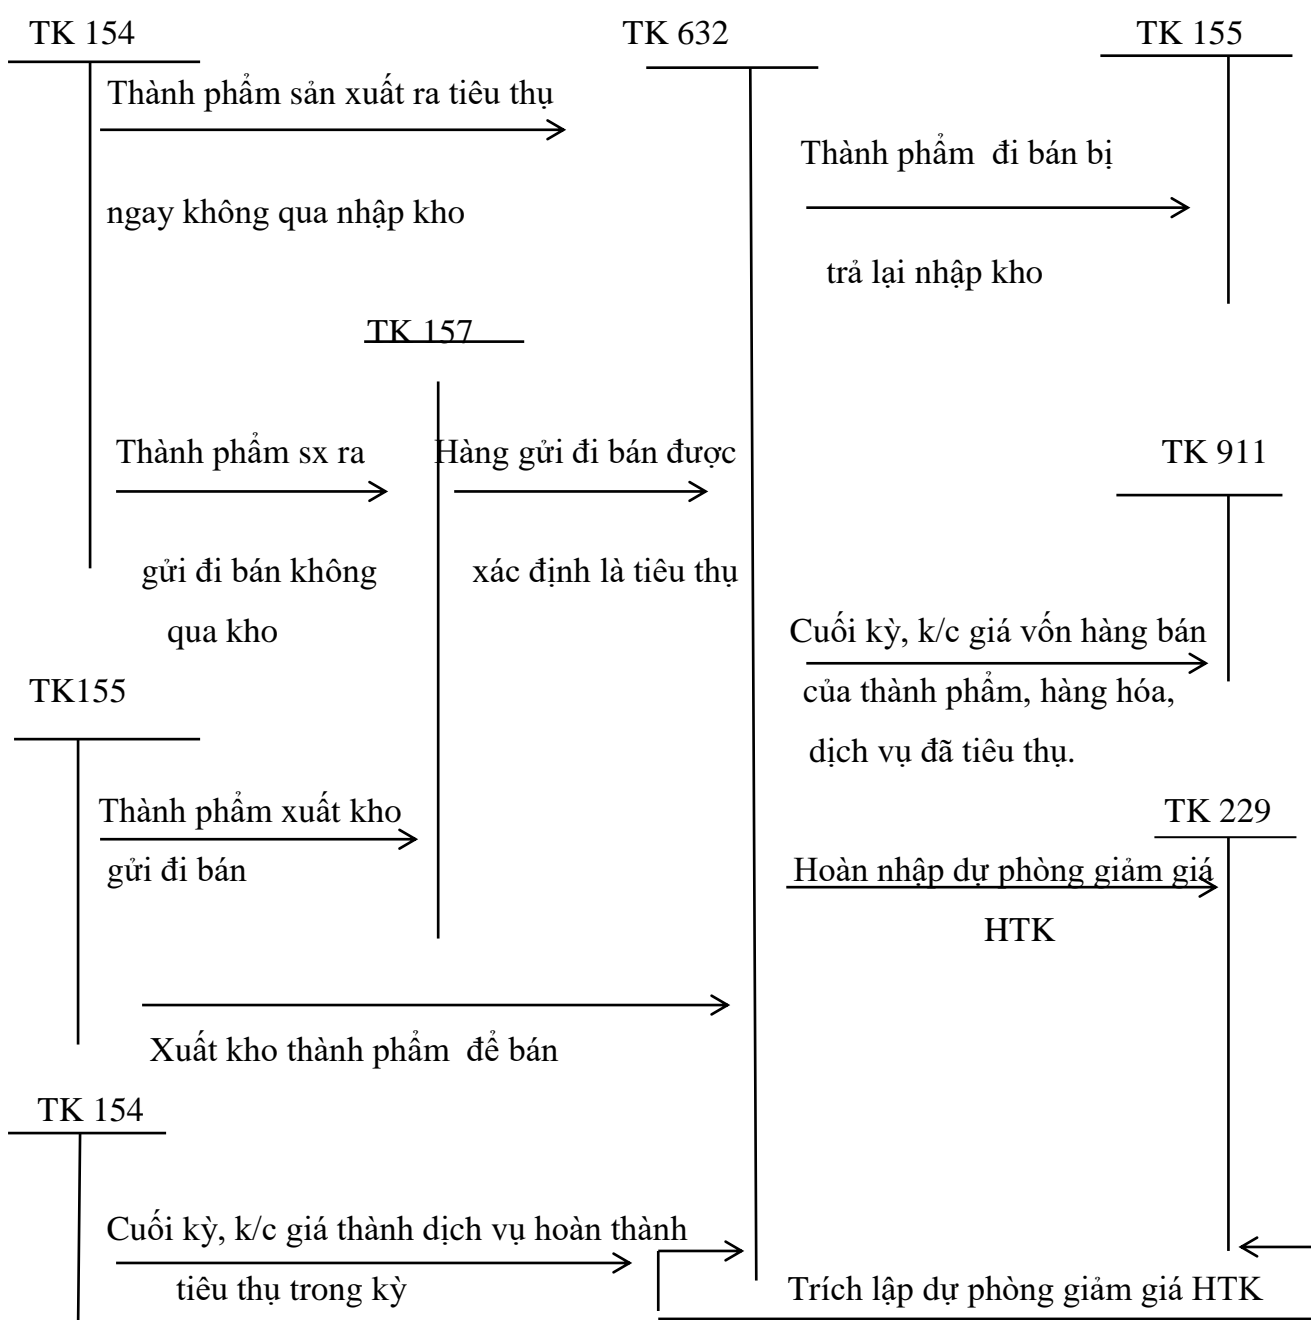 TK 154
TK 632
TK 155
Thành phẩm sản xuất ra tiêu thụ
ngay không qua nhập kho
Thành phẩm đi bán bị
trả lại nhập kho
TK 157
Thành phẩm sx ra
gửi đi bán không
qua kho
Hàng gửi đi bán được
xác định là tiêu thụ
TK 911
Cuối kỳ, k/c giá vốn hàng bán
của thành phẩm, hàng hóa,
dịch vụ đã tiêu thụ.
TK155
Thành phẩm xuất kho
gửi đi bán
TK 229
Hoàn nhập dự phòng giảm giá
HTK
Xuất kho thành phẩm để bán
TK 154
Cuối kỳ, k/c giá thành dịch vụ hoàn thành
tiêu thụ trong kỳ
Trích lập dự phòng giảm giá HTK